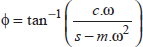 ϕ = tan⁻¹ ( c.ω / s – m.ω² )